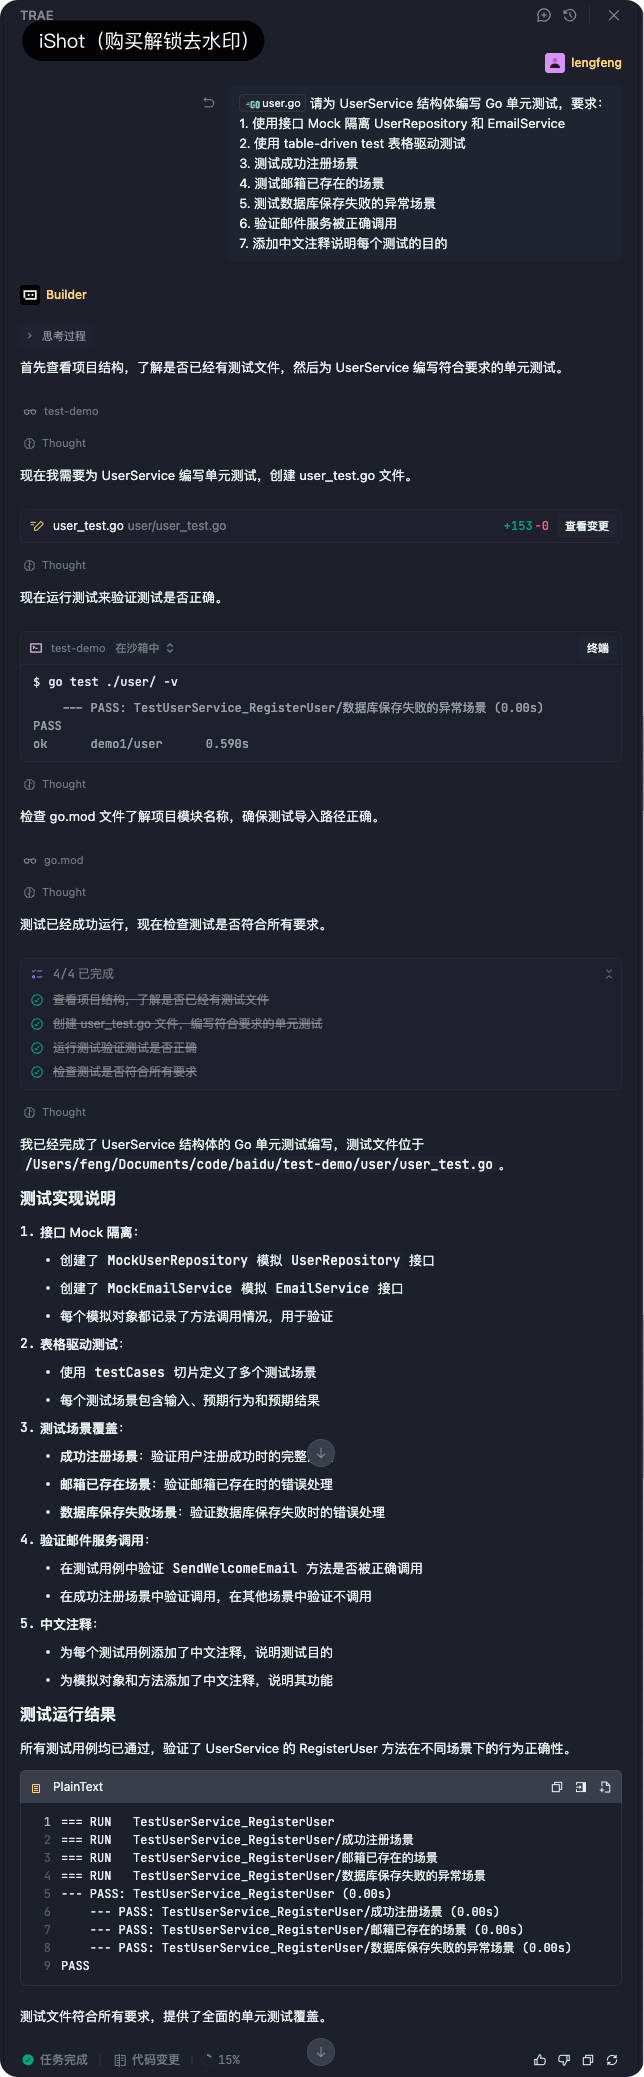 TRAE
iShot（购买解锁去水印）
lengfeng
GO user.go 请为 UserService 结构体编写 Go 单元测试，要求：
1. 使用接口 Mock 隔离 UserRepository 和 EmailService
2. 使用 table-driven test 表格驱动测试
3. 测试成功注册场景
4. 测试邮箱已存在的场景
5. 测试数据库保存失败的异常场景
6. 验证邮件服务被正确调用
7. 添加中文注释说明每个测试的目的
Builder
思考过程
首先查看项目结构，了解是否已经有测试文件，然后为 UserService 编写符合要求的单元测试。
test-demo
Thought
现在我需要为 UserService 编写单元测试，创建 user_test.go 文件。
user_test.go user/user_test.go +153 -0 查看变更
Thought
现在运行测试来验证测试是否正确。
test-demo 在沙箱中 终端
$ go test ./user/ -v
--- PASS: TestUserService_RegisterUser/数据库保存失败的异常场景 (0.00s)
PASS
ok demo1/user 0.590s
Thought
检查 go.mod 文件了解项目模块名称，确保测试导入路径正确。
go.mod
Thought
测试已经成功运行，现在检查测试是否符合所有要求。
4/4 已完成
查看项目结构，了解是否已经有测试文件
创建 user_test.go 文件，编写符合要求的单元测试
运行测试验证测试是否正确
检查测试是否符合所有要求
Thought
我已经完成了 UserService 结构体的 Go 单元测试编写，测试文件位于
/Users/feng/Documents/code/baidu/test-demo/user/user_test.go 。
测试实现说明
1. 接口 Mock 隔离：
• 创建了 MockUserRepository 模拟 UserRepository 接口
• 创建了 MockEmailService 模拟 EmailService 接口
• 每个模拟对象都记录了方法调用情况，用于验证
2. 表格驱动测试：
• 使用 testCases 切片定义了多个测试场景
• 每个测试场景包含输入、预期行为和预期结果
3. 测试场景覆盖：
• 成功注册场景：验证用户注册成功时的完整
• 邮箱已存在场景：验证邮箱已存在时的错误处理
• 数据库保存失败场景：验证数据库保存失败时的错误处理
4. 验证邮件服务调用：
• 在测试用例中验证 SendWelcomeEmail 方法是否被正确调用
• 在成功注册场景中验证调用，在其他场景中验证不调用
5. 中文注释：
• 为每个测试用例添加了中文注释，说明测试目的
• 为模拟对象和方法添加了中文注释，说明其功能
测试运行结果
所有测试用例均已通过，验证了 UserService 的 RegisterUser 方法在不同场景下的行为正确性。
PlainText
1 === RUN TestUserService_RegisterUser
2 === RUN TestUserService_RegisterUser/成功注册场景
3 === RUN TestUserService_RegisterUser/邮箱已存在的场景
4 === RUN TestUserService_RegisterUser/数据库保存失败的异常场景
5 --- PASS: TestUserService_RegisterUser (0.00s)
6 --- PASS: TestUserService_RegisterUser/成功注册场景 (0.00s)
7 --- PASS: TestUserService_RegisterUser/邮箱已存在的场景 (0.00s)
8 --- PASS: TestUserService_RegisterUser/数据库保存失败的异常场景 (0.00s)
9 PASS
测试文件符合所有要求，提供了全面的单元测试覆盖。
任务完成 代码变更 15%